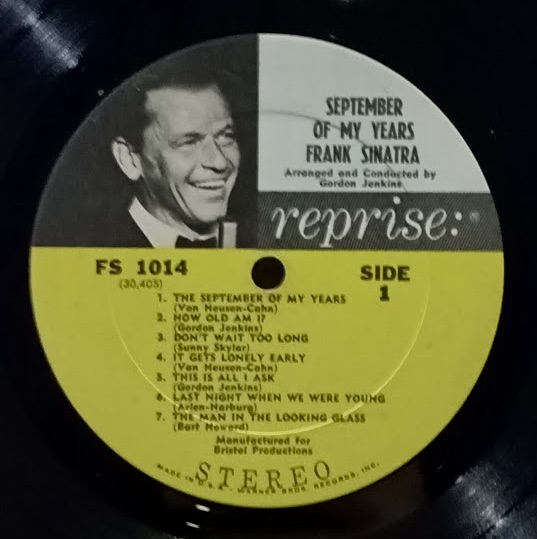 SEPTEMBER
OF MY YEARS
FRANK SINATRA
Arranged and Conducted by
Gordon Jenkins
reprise:®
FS 1014
(30,405)
SIDE
1
1. THE SEPTEMBER OF MY YEARS
(Van Heusen-Cahn)
2. HOW OLD AM I?
(Gordon Jenkins)
3. DON'T WAIT TOO LONG
(Sunny Skylar)
4. IT GETS LONELY EARLY
(Van Heusen-Cahn)
5. THIS IS ALL I ASK
(Gordon Jenkins)
6. LAST NIGHT WHEN WE WERE YOUNG
(Arlen-Harburg)
7. THE MAN IN THE LOOKING GLASS
(Bart Howard)
Manufactured for
Bristol Productions
STEREO
MADE IN U.S.A. - WARNER BROS. RECORDS, INC.